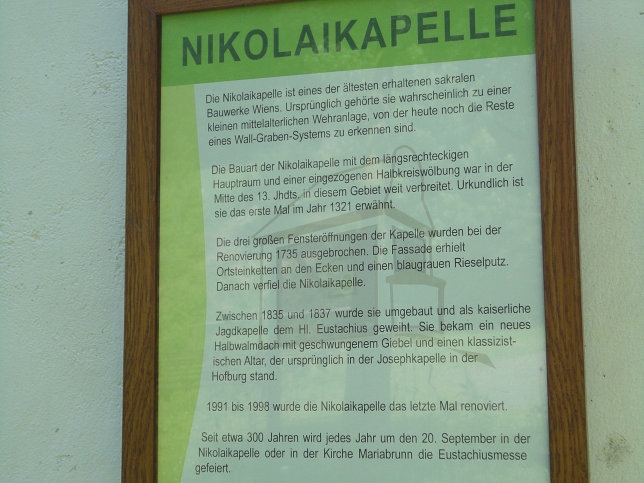 NIKOLAIKAPELLE
Die Nikolaikapelle ist eines der ältesten erhaltenen sakralen
Bauwerke Wiens. Ursprünglich gehörte sie wahrscheinlich zu einer
kleinen mittelalterlichen Wehranlage, von der heute noch die Reste
eines Wall-Graben-Systems zu erkennen sind.
Die Bauart der Nikolaikapelle mit dem längsrechteckigen
Hauptraum und einer eingezogenen Halbkreiswölbung war in der
Mitte des 13. Jhdts. in diesem Gebiet weit verbreitet. Urkundlich ist
sie das erste Mal im Jahr 1321 erwähnt.
Die drei großen Fensteröffnungen der Kapelle wurden bei der
Renovierung 1735 ausgebrochen. Die Fassade erhielt
Ortsteinketten an den Ecken und einen blaugrauen Rieselputz.
Danach verfiel die Nikolaikapelle.
Zwischen 1835 und 1837 wurde sie umgebaut und als kaiserliche
Jagdkapelle dem Hl. Eustachius geweiht. Sie bekam ein neues
Halbwalmdach mit geschwungenem Giebel und einen klassizist-
ischen Altar, der ursprünglich in der Josephkapelle in der
Hofburg stand.
1991 bis 1998 wurde die Nikolaikapelle das letzte Mal renoviert.
Seit etwa 300 Jahren wird jedes Jahr um den 20. September in der
Nikolaikapelle oder in der Kirche Mariabrunn die Eustachiusmesse
gefeiert.